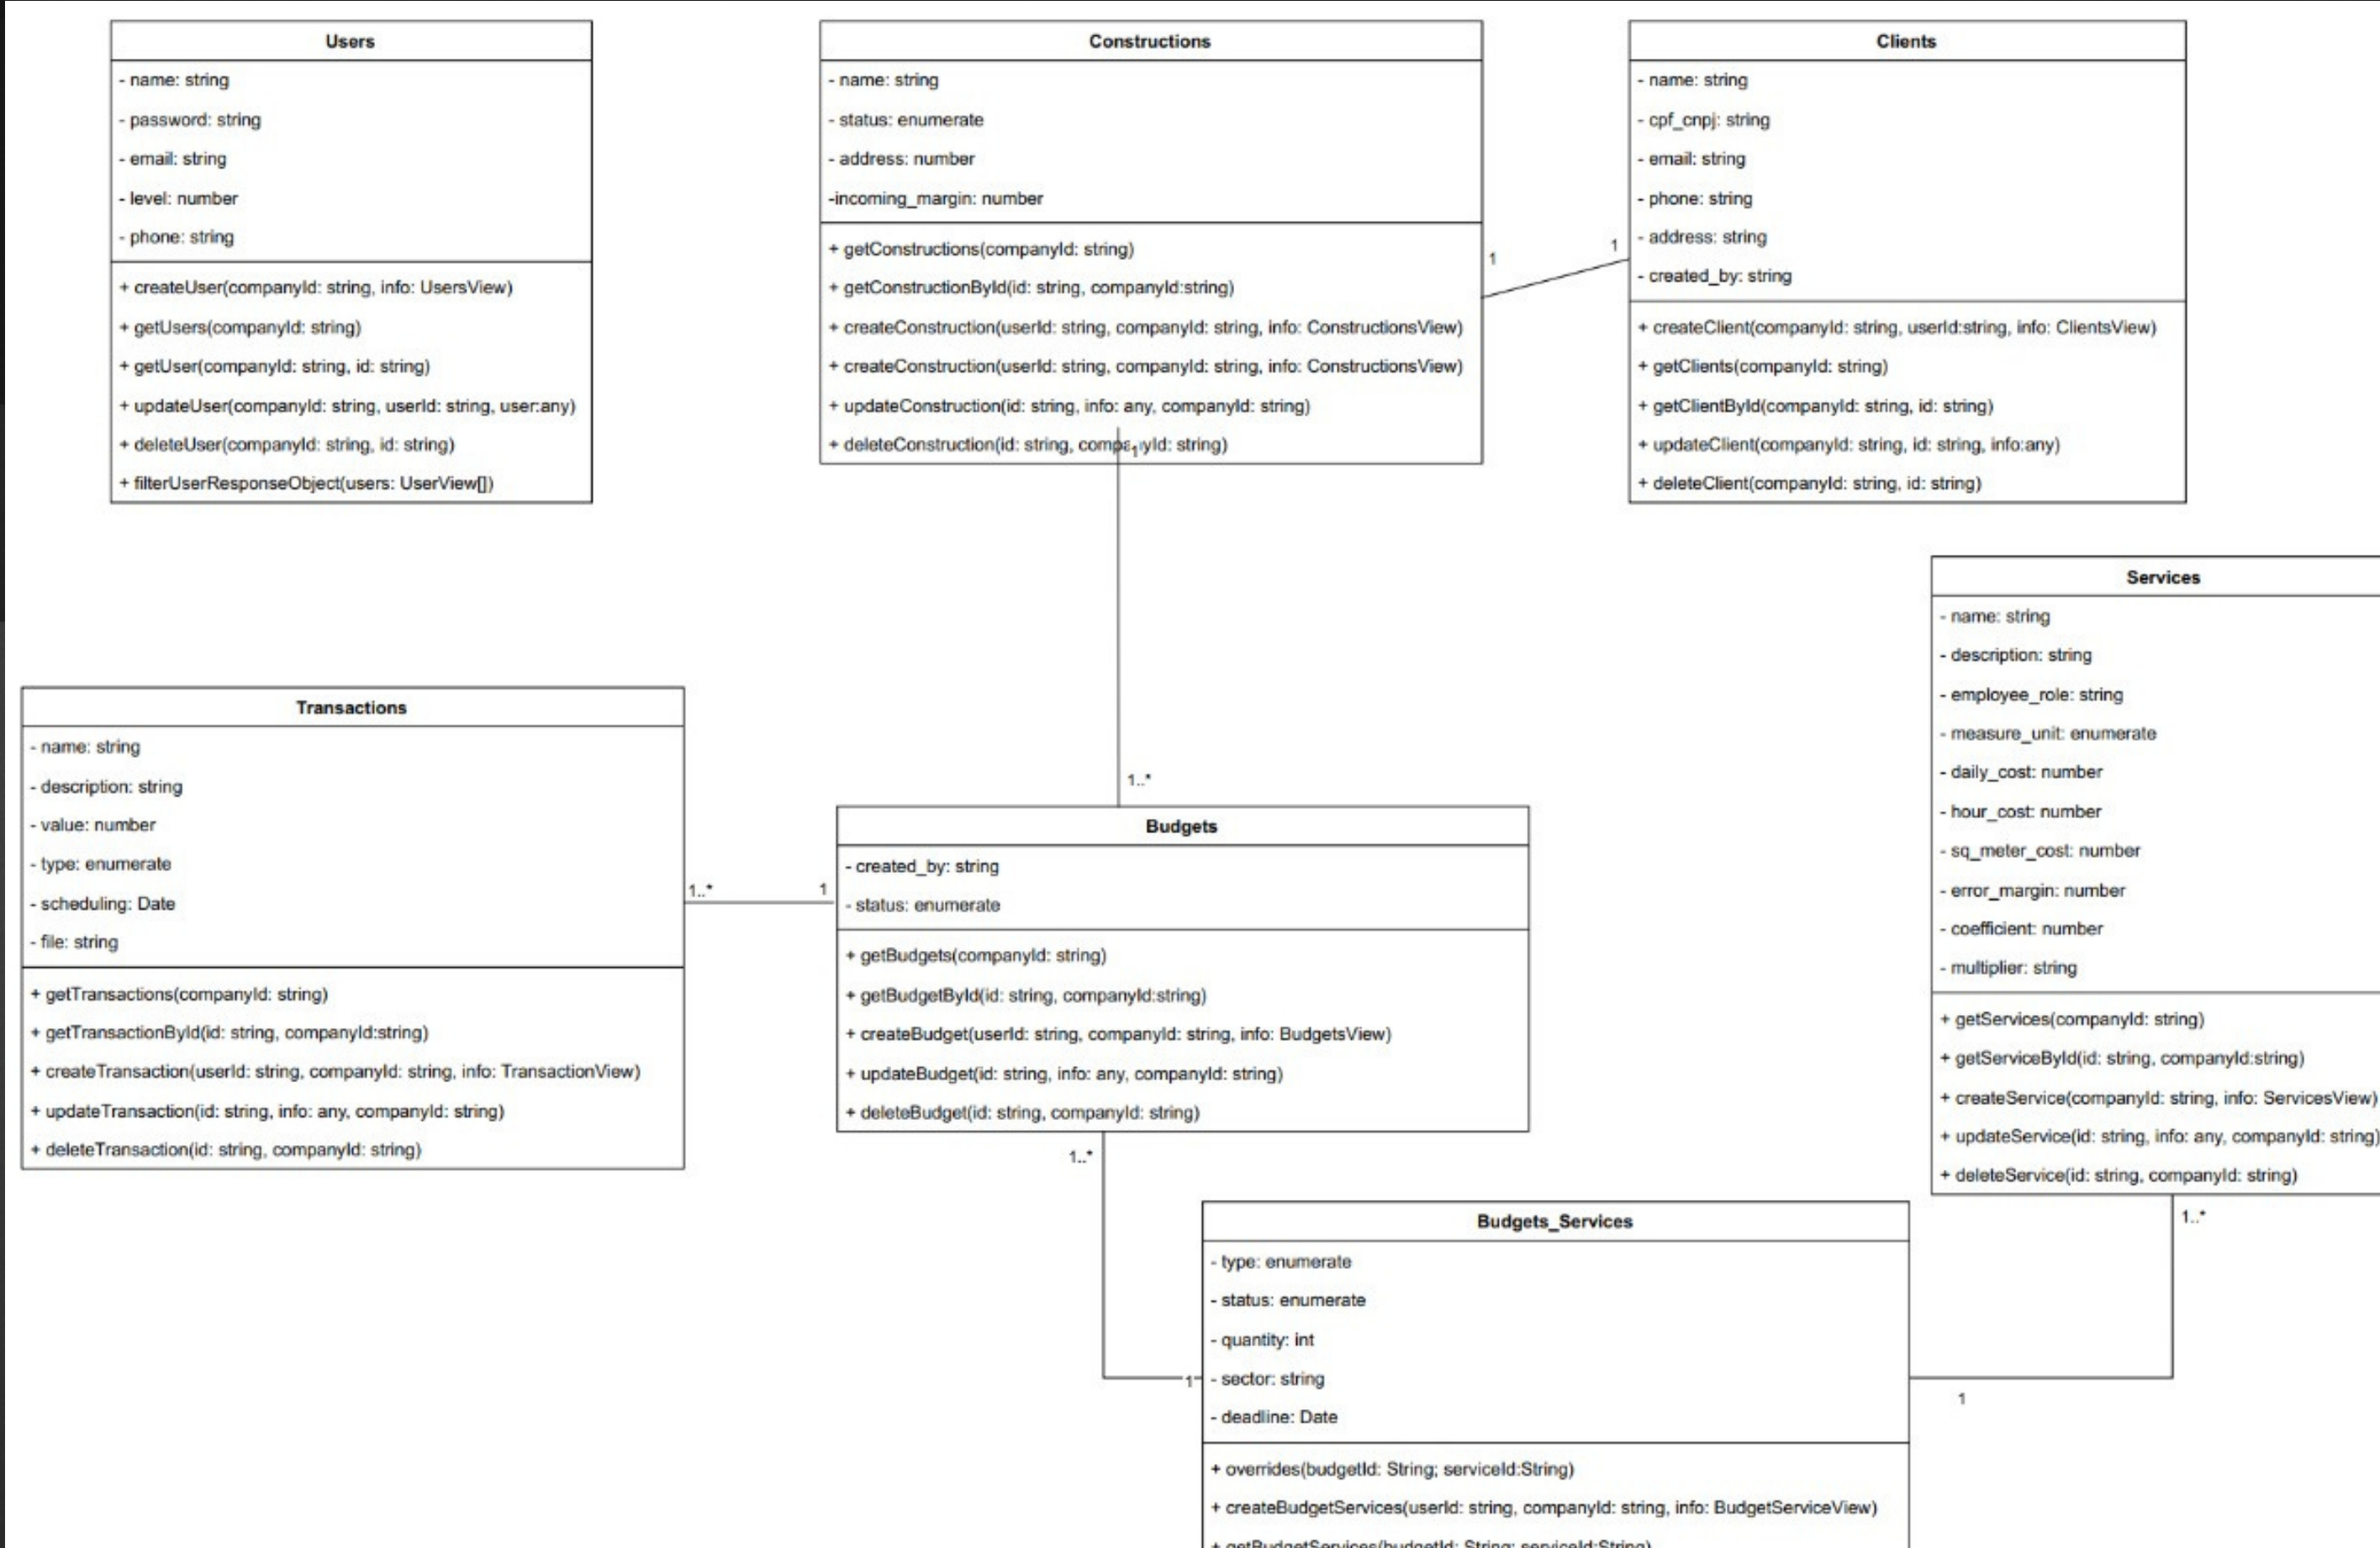 Users
- name: string
- password: string
- email: string
- level: number
- phone: string
+ createUser(companyId: string, info: UsersView)
+ getUsers(companyId: string)
+ getUser(companyId: string, id: string)
+ updateUser(companyId: string, userId: string, user:any)
+ deleteUser(companyId: string, id: string)
+ filterUserResponseObject(users: UserView[])
Constructions
- name: string
- status: enumerate
- address: number
-incoming_margin: number
+ getConstructions(companyId: string)
+ getConstructionById(id: string, companyId:string)
+ createConstruction(userId: string, companyId: string, info: ConstructionsView)
+ createConstruction(userId: string, companyId: string, info: ConstructionsView)
+ updateConstruction(id: string, info: any, companyId: string)
+ deleteConstruction(id: string, companyId: string)
1
1
1
Clients
- name: string
- cpf_cnpj: string
- email: string
- phone: string
- address: string
- created_by: string
+ createClient(companyId: string, userId:string, info: ClientsView)
+ getClients(companyId: string)
+ getClientById(companyId: string, id: string)
+ updateClient(companyId: string, id: string, info:any)
+ deleteClient(companyId: string, id: string)
Transactions
- name: string
- description: string
- value: number
- type: enumerate
- scheduling: Date
- file: string
+ getTransactions(companyId: string)
+ getTransactionById(id: string, companyId:string)
+ createTransaction(userId: string, companyId: string, info: TransactionView)
+ updateTransaction(id: string, info: any, companyId: string)
+ deleteTransaction(id: string, companyId: string)
1..*
1
1..*
Budgets
- created_by: string
- status: enumerate
+ getBudgets(companyId: string)
+ getBudgetById(id: string, companyId:string)
+ createBudget(userId: string, companyId: string, info: BudgetsView)
+ updateBudget(id: string, info: any, companyId: string)
+ deleteBudget(id: string, companyId: string)
1..*
1
Services
- name: string
- description: string
- employee_role: string
- measure_unit: enumerate
- daily_cost: number
- hour_cost: number
- sq_meter_cost: number
- error_margin: number
- coefficient: number
- multiplier: string
+ getServices(companyId: string)
+ getServiceById(id: string, companyId:string)
+ createService(companyId: string, info: ServicesView)
+ updateService(id: string, info: any, companyId: string)
+ deleteService(id: string, companyId: string)
1..*
1
Budgets_Services
- type: enumerate
- status: enumerate
- quantity: int
- sector: string
- deadline: Date
+ overrides(budgetId: String; serviceId:String)
+ createBudgetServices(userId: string, companyId: string, info: BudgetServiceView)
+ getBudgetServices(budgetId: String; serviceId:String)